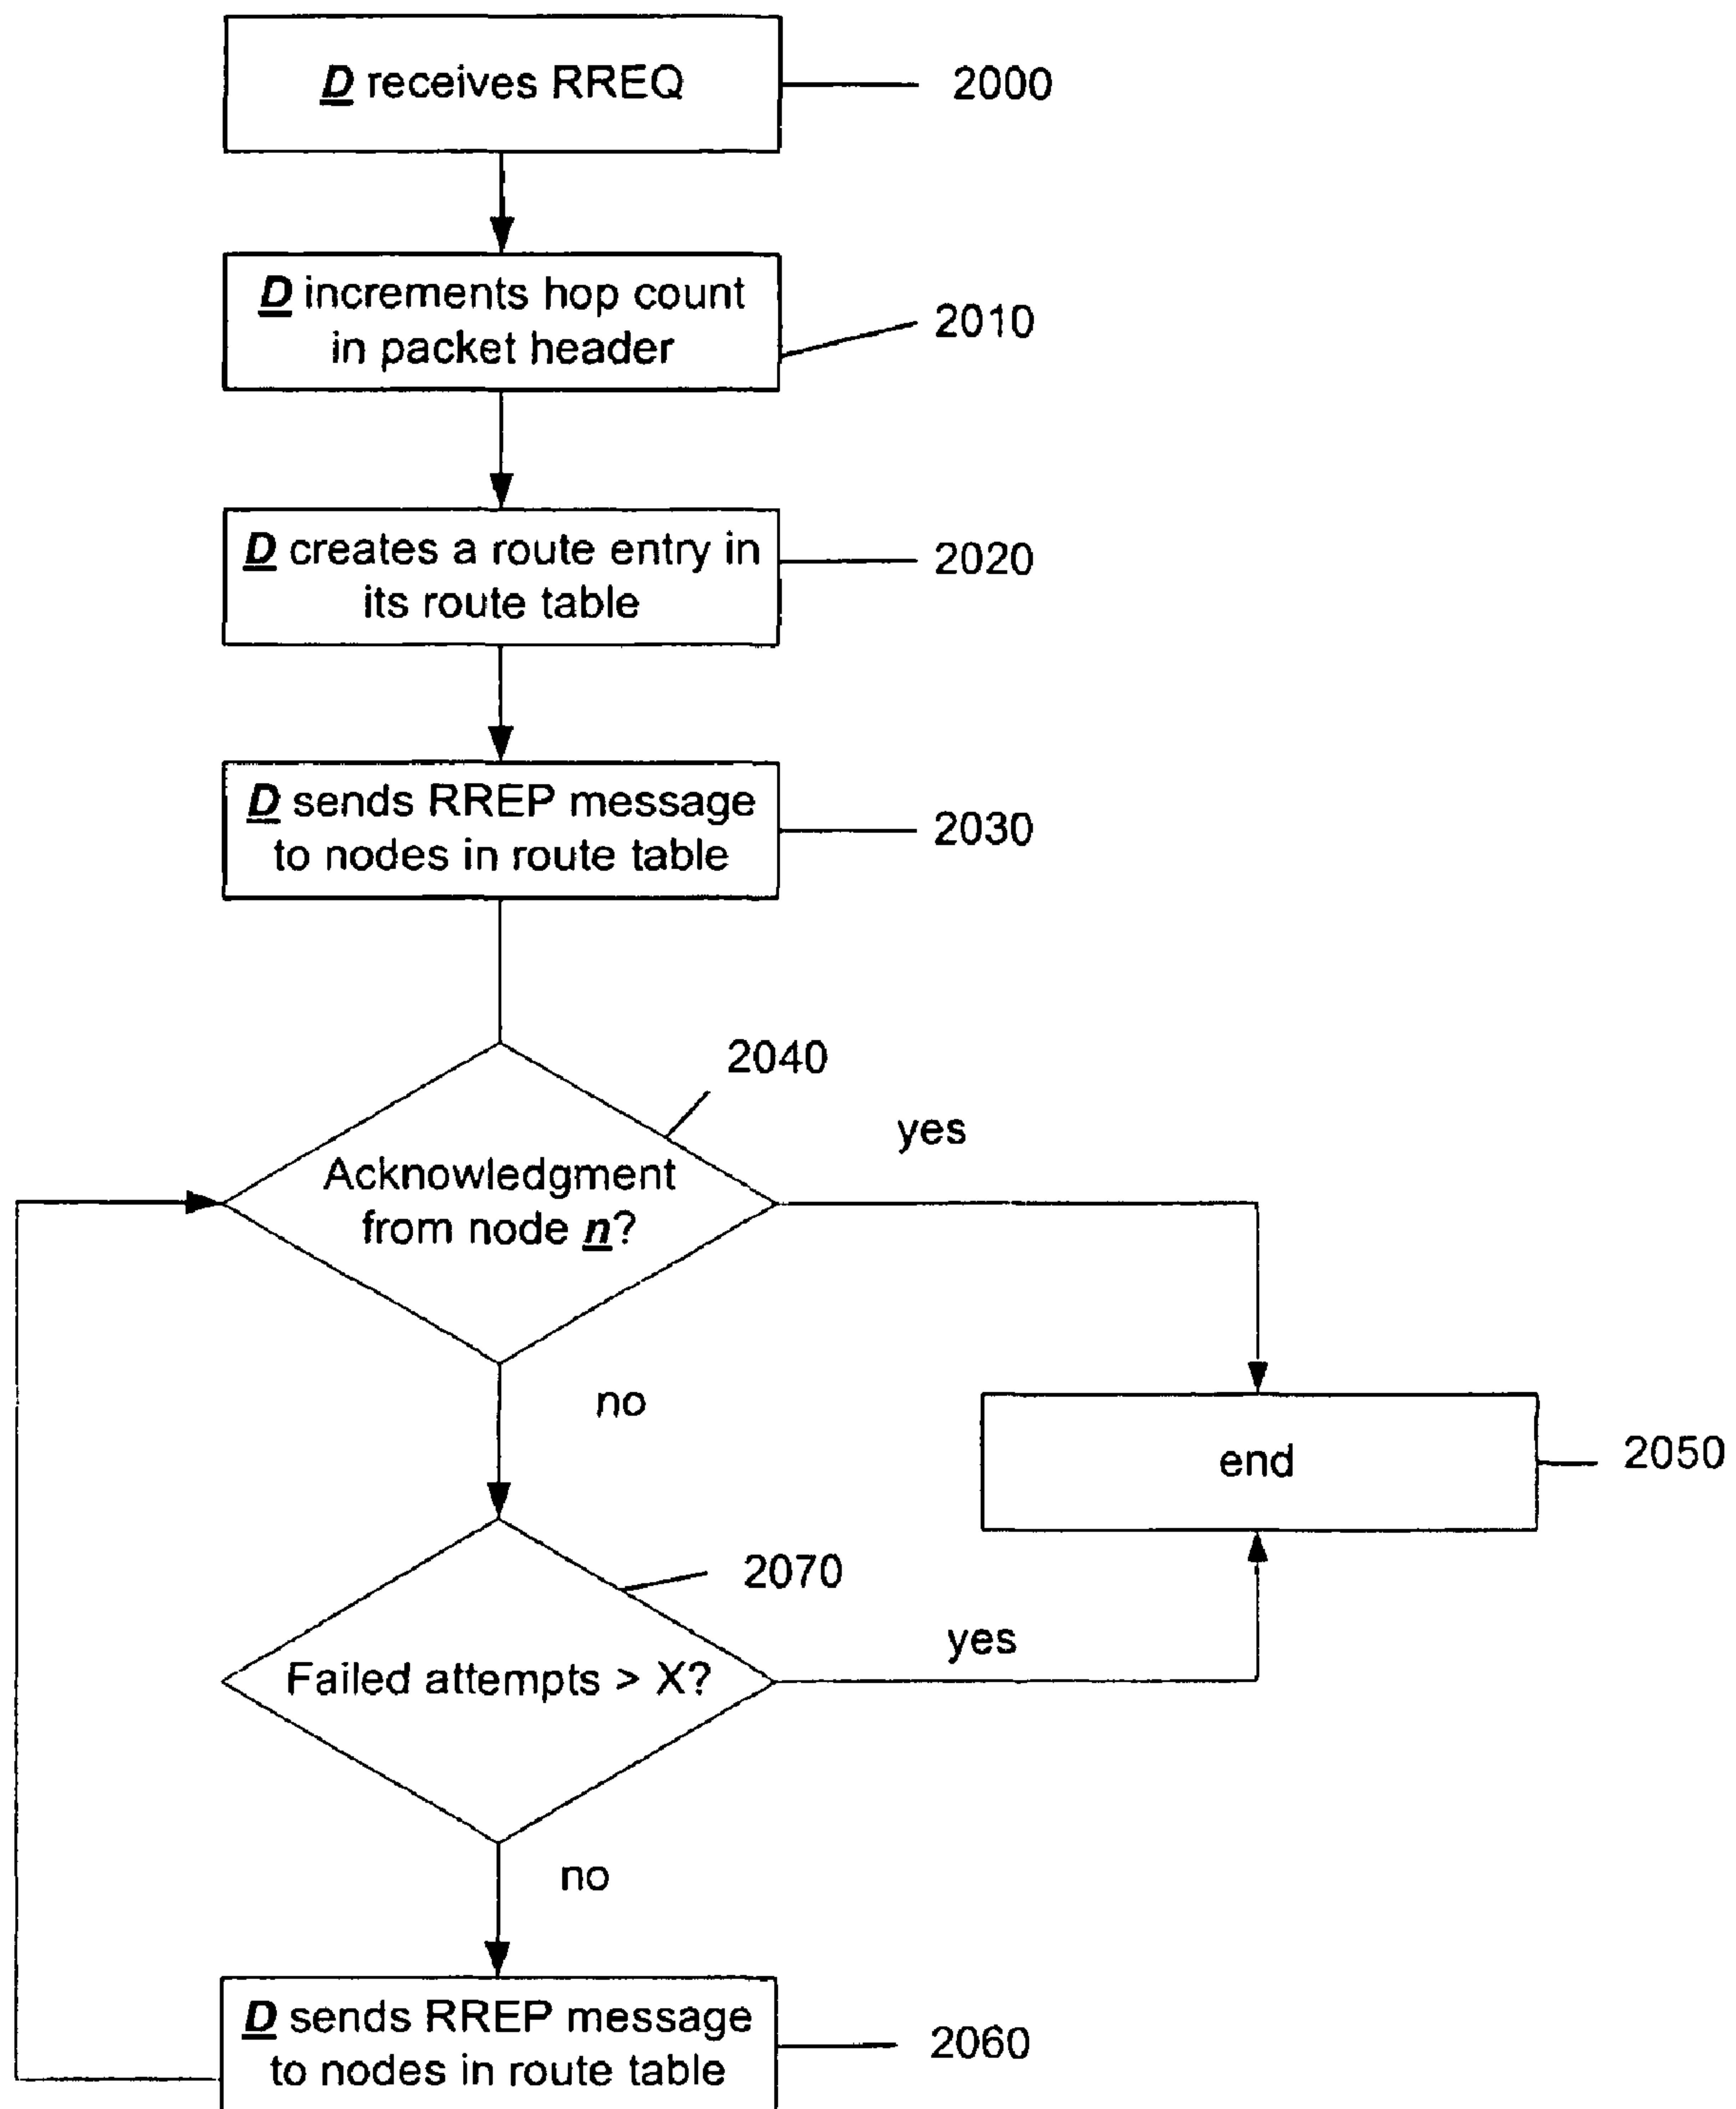 D receives RREQ
2000
D increments hop count
in packet header
2010
D creates a route entry in
its route table
2020
D sends RREP message
to nodes in route table
2030
2040
Acknowledgment
from node n?
yes
no
end
2050
2070
Failed attempts > X?
yes
no
D sends RREP message
to nodes in route table
2060